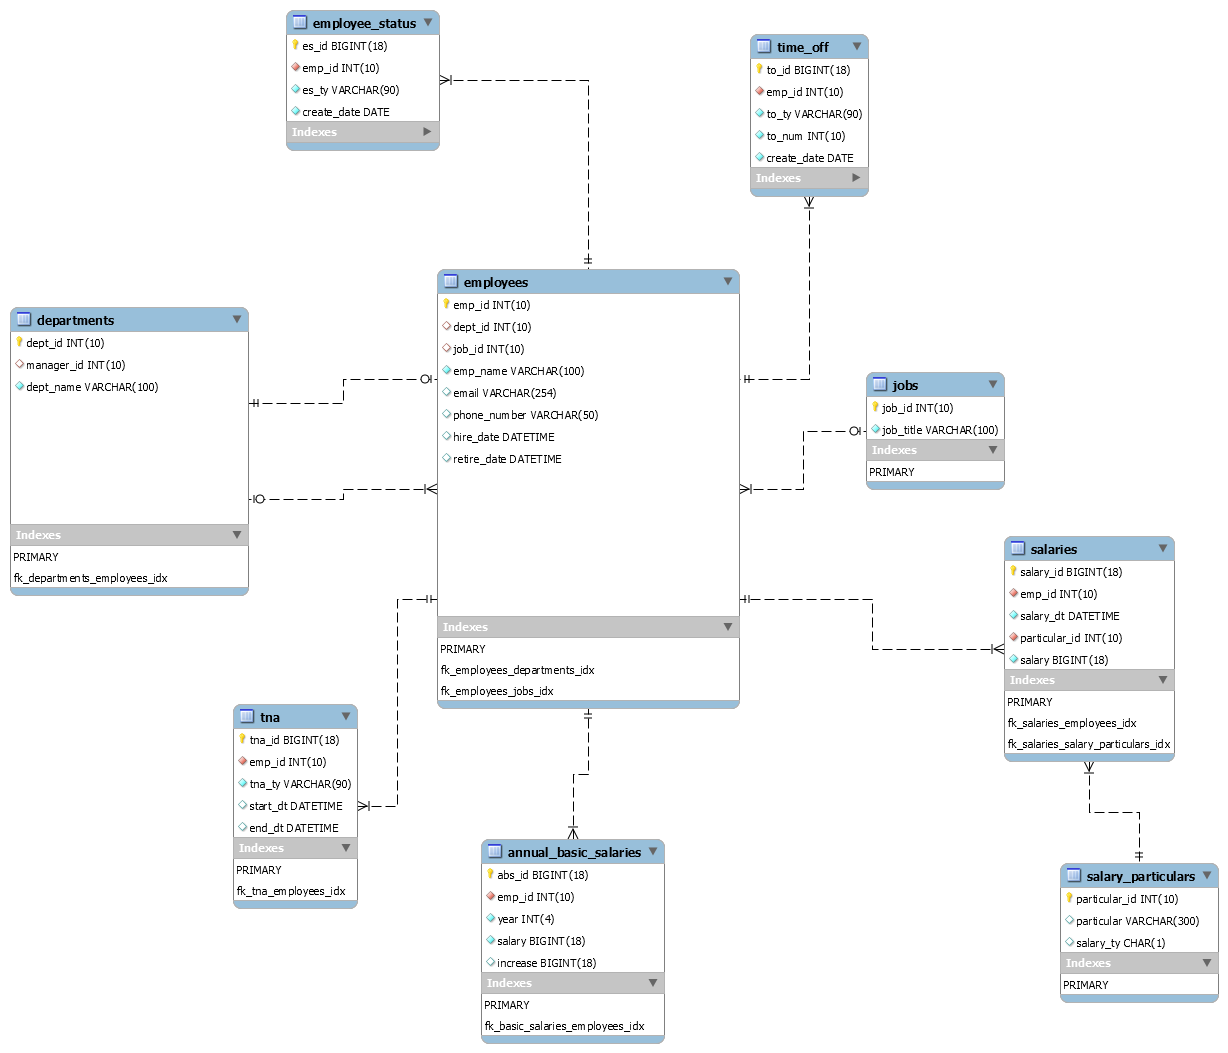 employee_status
es_id BIGINT(18)
emp_id INT(10)
es_ty VARCHAR(90)
create_date DATE
Indexes
time_off
to_id BIGINT(18)
emp_id INT(10)
to_ty VARCHAR(90)
to_num INT(10)
create_date DATE
Indexes
employees
emp_id INT(10)
dept_id INT(10)
job_id INT(10)
emp_name VARCHAR(100)
email VARCHAR(254)
phone_number VARCHAR(50)
hire_date DATETIME
retire_date DATETIME
Indexes
PRIMARY
fk_employees_departments_idx
fk_employees_jobs_idx
departments
dept_id INT(10)
manager_id INT(10)
dept_name VARCHAR(100)
Indexes
PRIMARY
fk_departments_employees_idx
jobs
job_id INT(10)
job_title VARCHAR(100)
Indexes
PRIMARY
salaries
salary_id BIGINT(18)
emp_id INT(10)
salary_dt DATETIME
particular_id INT(10)
salary BIGINT(18)
Indexes
PRIMARY
fk_salaries_employees_idx
fk_salaries_salary_particulars_idx
tna
tna_id BIGINT(18)
emp_id INT(10)
tna_ty VARCHAR(90)
start_dt DATETIME
end_dt DATETIME
Indexes
PRIMARY
fk_tna_employees_idx
annual_basic_salaries
abs_id BIGINT(18)
emp_id INT(10)
year INT(4)
salary BIGINT(18)
increase BIGINT(18)
Indexes
PRIMARY
fk_basic_salaries_employees_idx
salary_particulars
particular_id INT(10)
particular VARCHAR(300)
salary_ty CHAR(1)
Indexes
PRIMARY